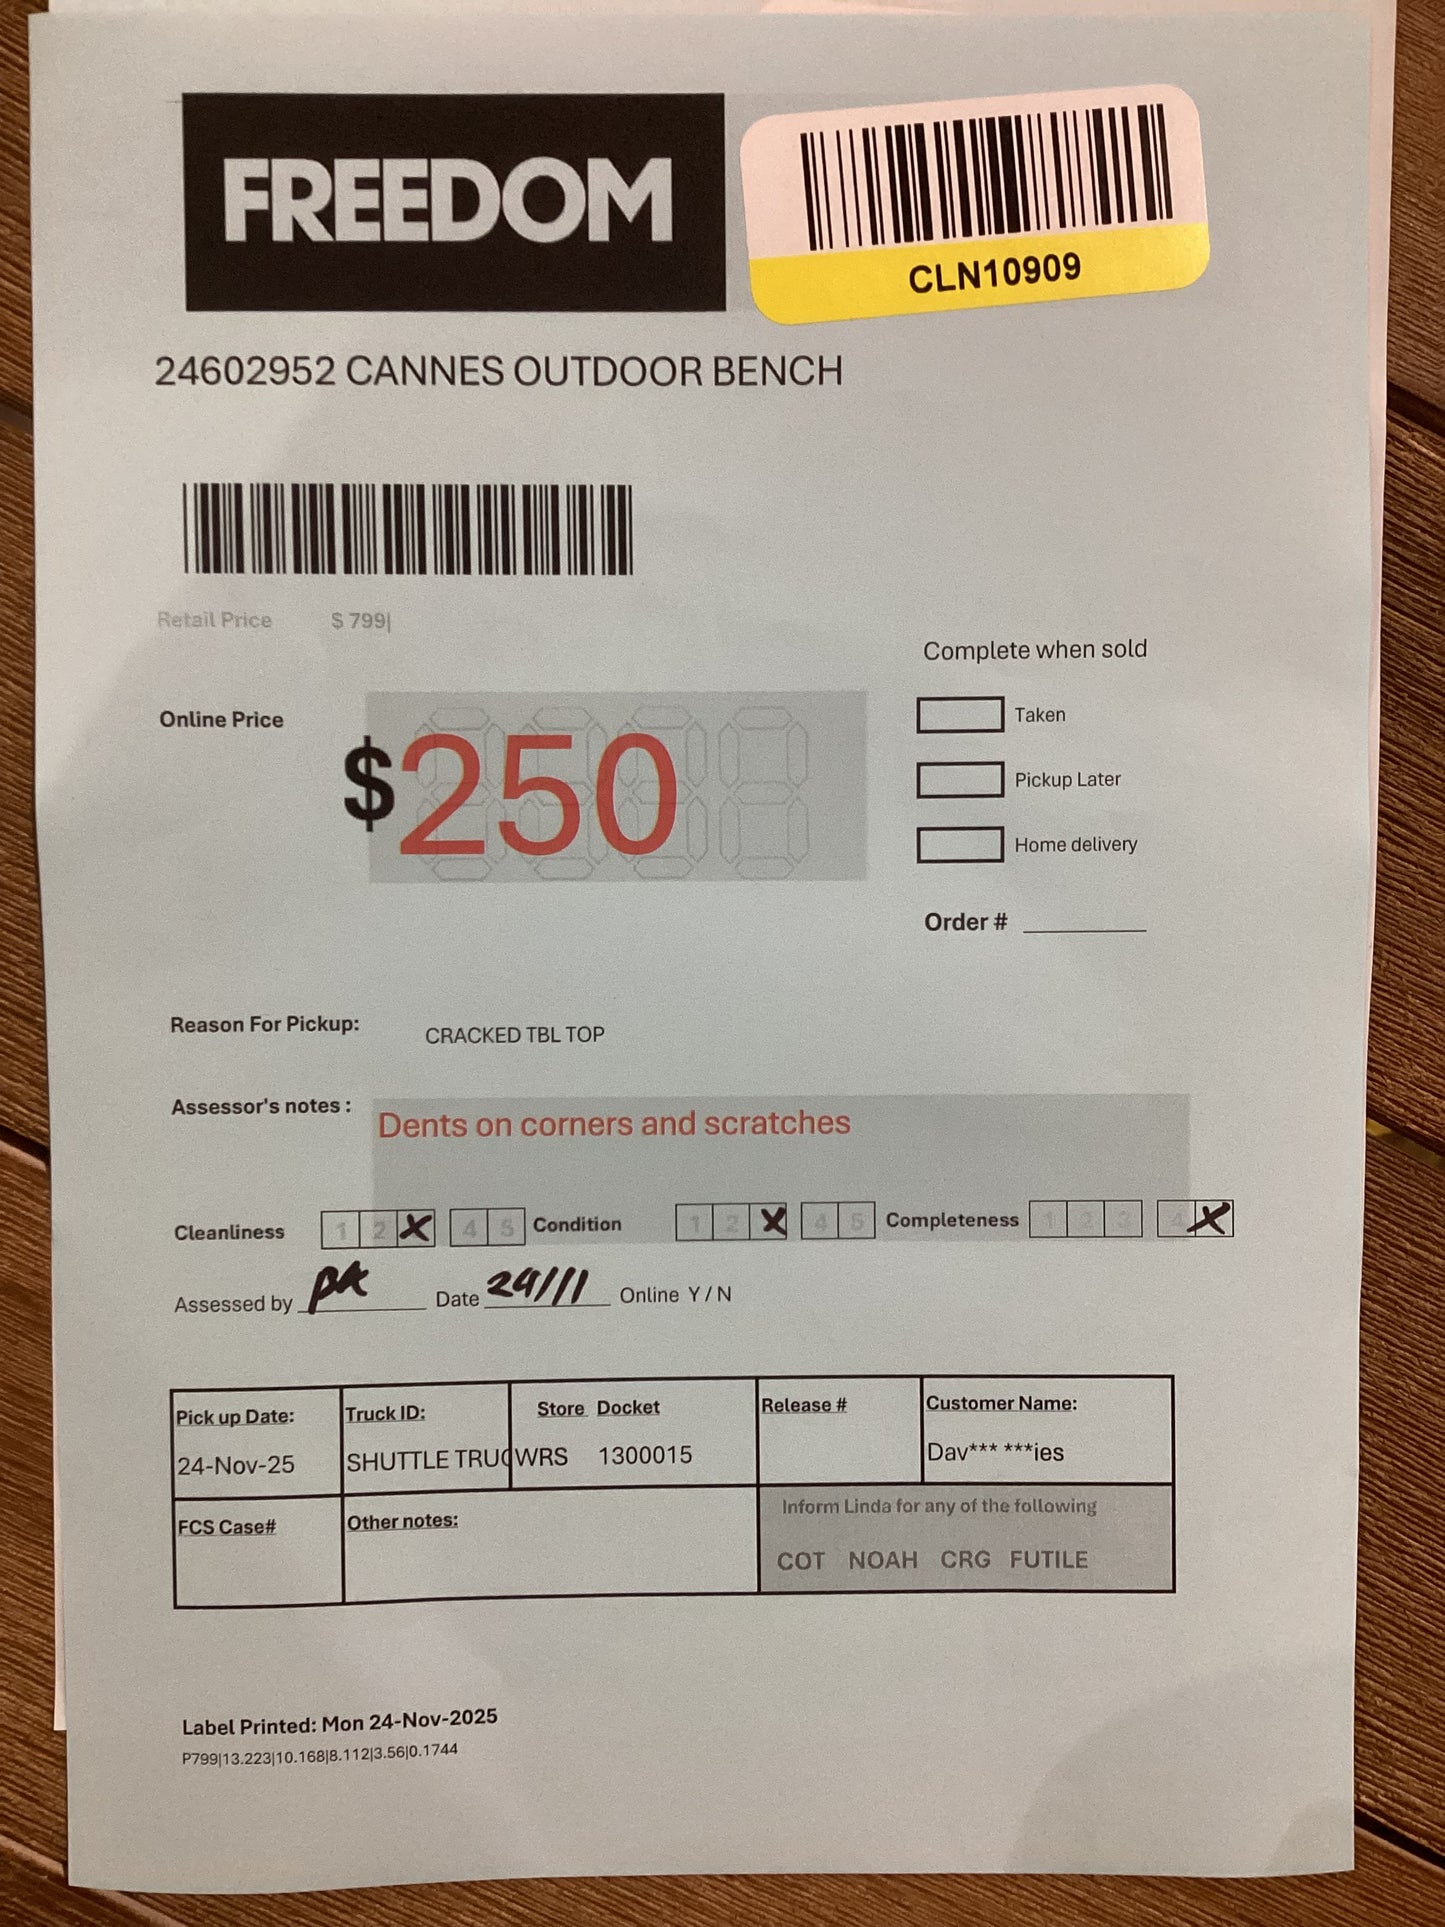 FREEDOM
CLN10909
24602952 CANNES OUTDOOR BENCH
Retail Price $ 799|
Complete when sold
Online Price $250
Taken
Pickup Later
Home delivery
Order #
Reason For Pickup: CRACKED TBL TOP
Assessor's notes : Dents on corners and scratches
Cleanliness 1 2 X 4 5 Condition 1 2 X 4 5 Completeness 1 2 3 4 X
Assessed by PK Date 24/11 Online Y / N
Pick up Date: Truck ID: Store Docket Release # Customer Name:
24-Nov-25 SHUTTLE TRUC WRS 1300015 Dav*** ***ies
FCS Case# Other notes: Inform Linda for any of the following
COT NOAH CRG FUTILE
Label Printed: Mon 24-Nov-2025
P799|13.223|10.168|8.112|3.56|0.1744